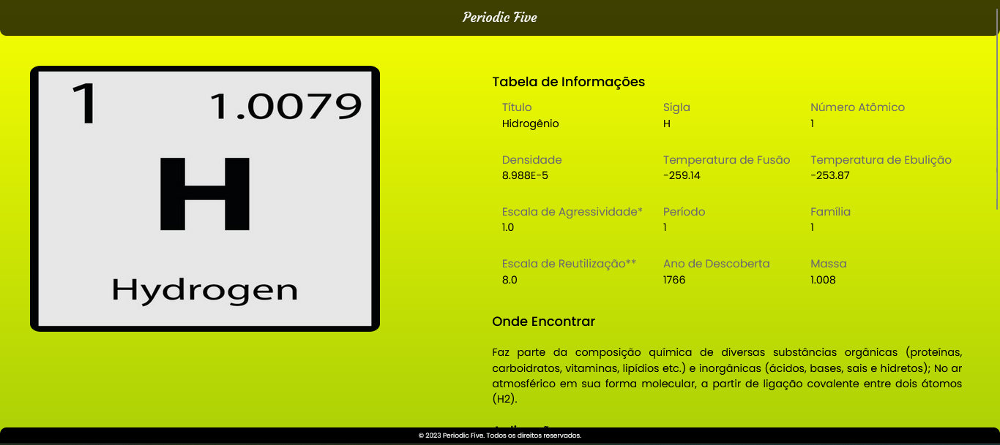 Periodic Five
1
1.0079
H
Hydrogen
Tabela de Informações
Título
Sigla
Número Atômico
Hidrogênio
H
1
Densidade
Temperatura de Fusão
Temperatura de Ebulição
8.988E-5
-259.14
-253.87
Escala de Agressividade*
Período
Família
1.0
1
1
Escala de Reutilização**
Ano de Descoberta
Massa
8.0
1766
1.008
Onde Encontrar
Faz parte da composição química de diversas substâncias orgânicas (proteínas,
carboidratos, vitaminas, lipídios etc.) e inorgânicas (ácidos, bases, sais e hidretos); No ar
atmosférico em sua forma molecular, a partir de ligação covalente entre dois átomos
(H2).
© 2023 Periodic Five. Todos os direitos reservados.